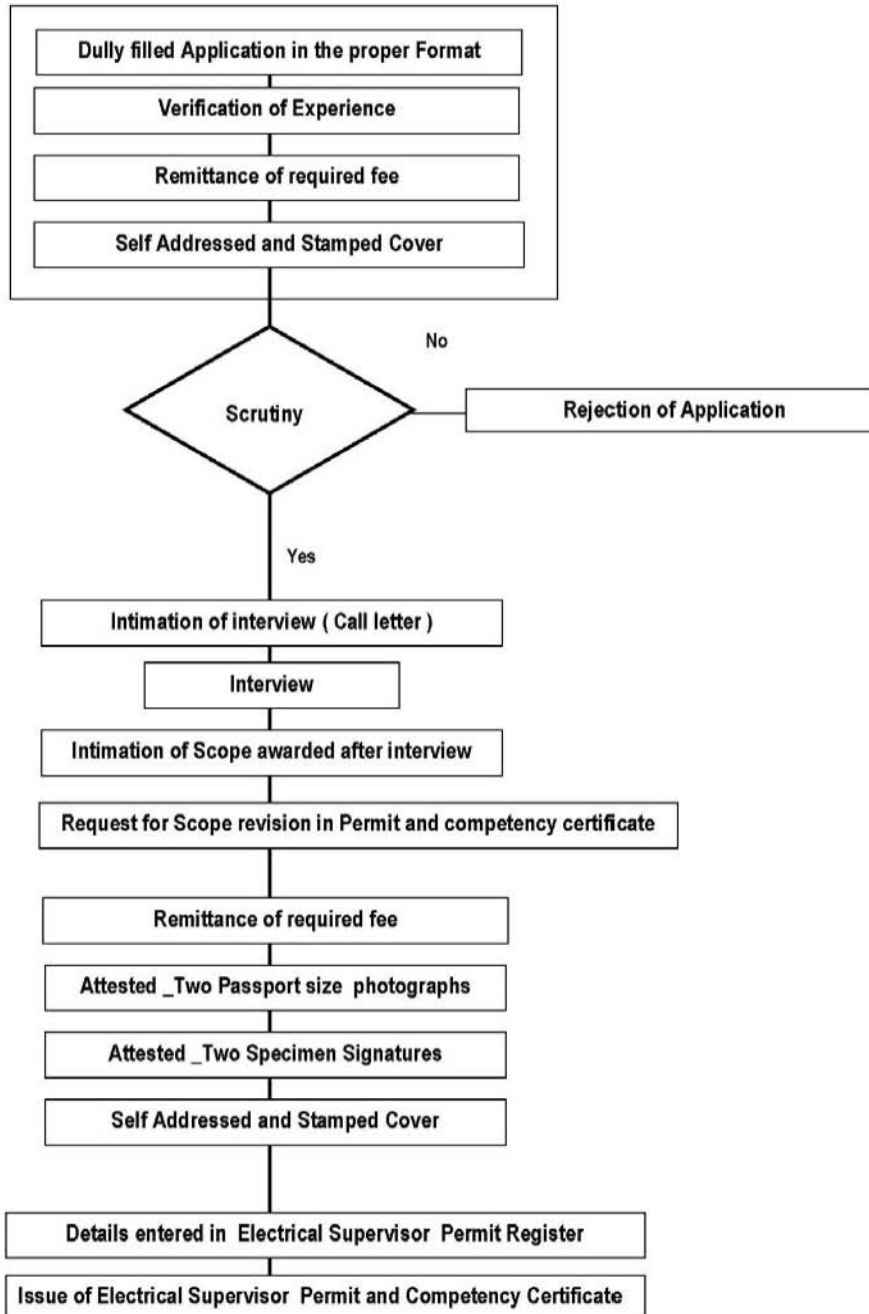 Dully filled Application in the proper Format
Verification of Experience
Remittance of required fee
Self Addressed and Stamped Cover
No
Scrutiny
Rejection of Application
Yes
Intimation of interview ( Call letter )
Interview
Intimation of Scope awarded after interview
Request for Scope revision in Permit and competency certificate
Remittance of required fee
Attested _Two Passport size photographs
Attested _Two Specimen Signatures
Self Addressed and Stamped Cover
Details entered in Electrical Supervisor Permit Register
Issue of Electrical Supervisor Permit and Competency Certificate